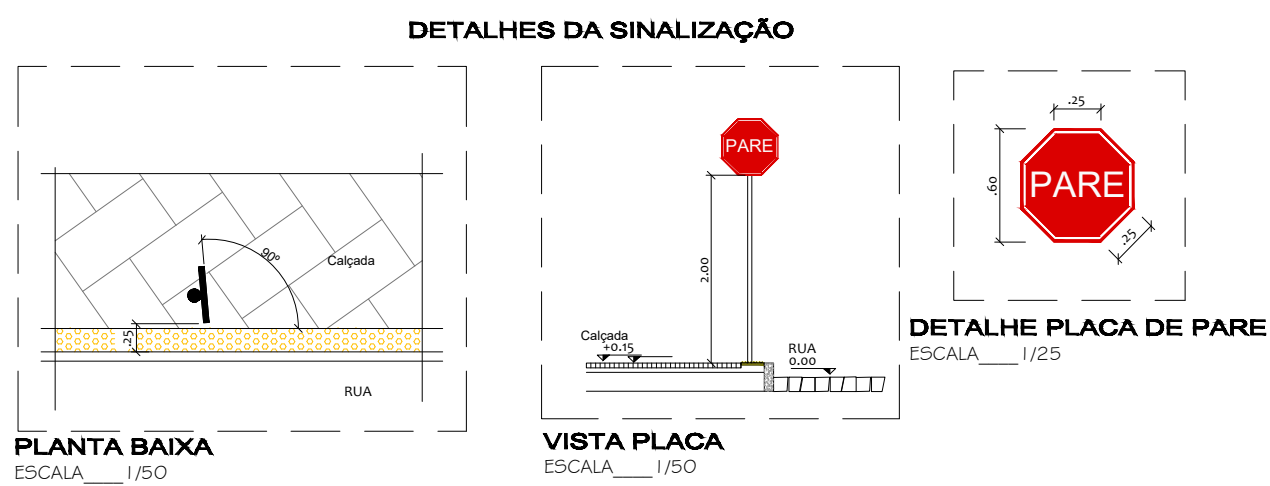 DETALHES DA SINALIZAÇÃO
90º
Calçada
.25
RUA
PLANTA BAIXA
ESCALA____1/50
PARE
2.00
Calçada
+0.15
RUA
0.00
VISTA PLACA
ESCALA____1/50
.25
.60
PARE
.25
DETALHE PLACA DE PARE
ESCALA____1/25